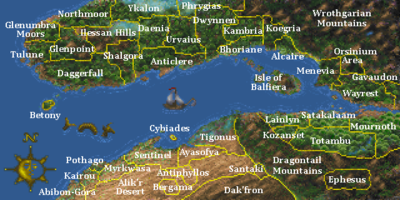 Ykalon
Phrygias
Northmoor
Dwynnen
Wrothgarian
Mountains
Glenumbra
Moors
Daenia
Kambria
Koegria
Hessan Hills
Urvaius
Tulune
Glenpoint
Shalgora
Bhoriane
Alcaire
Orsinium
Area
Anticlere
Menevia
Daggerfall
Gavaudon
Isle of
Balfiera
Wayrest
Betony
Satakalaam
Lainlyn
Mournoth
Cybiades
Kozanset
Tigonus
Totambu
Pothago
Sentinel
Ayasofya
Dragontail
Mountains
Myrkwasa
Kairou
Antiphyllos
Santaki
Alik'r
Desert
Bergama
Ephesus
Abibon-Gora
Dak'fron